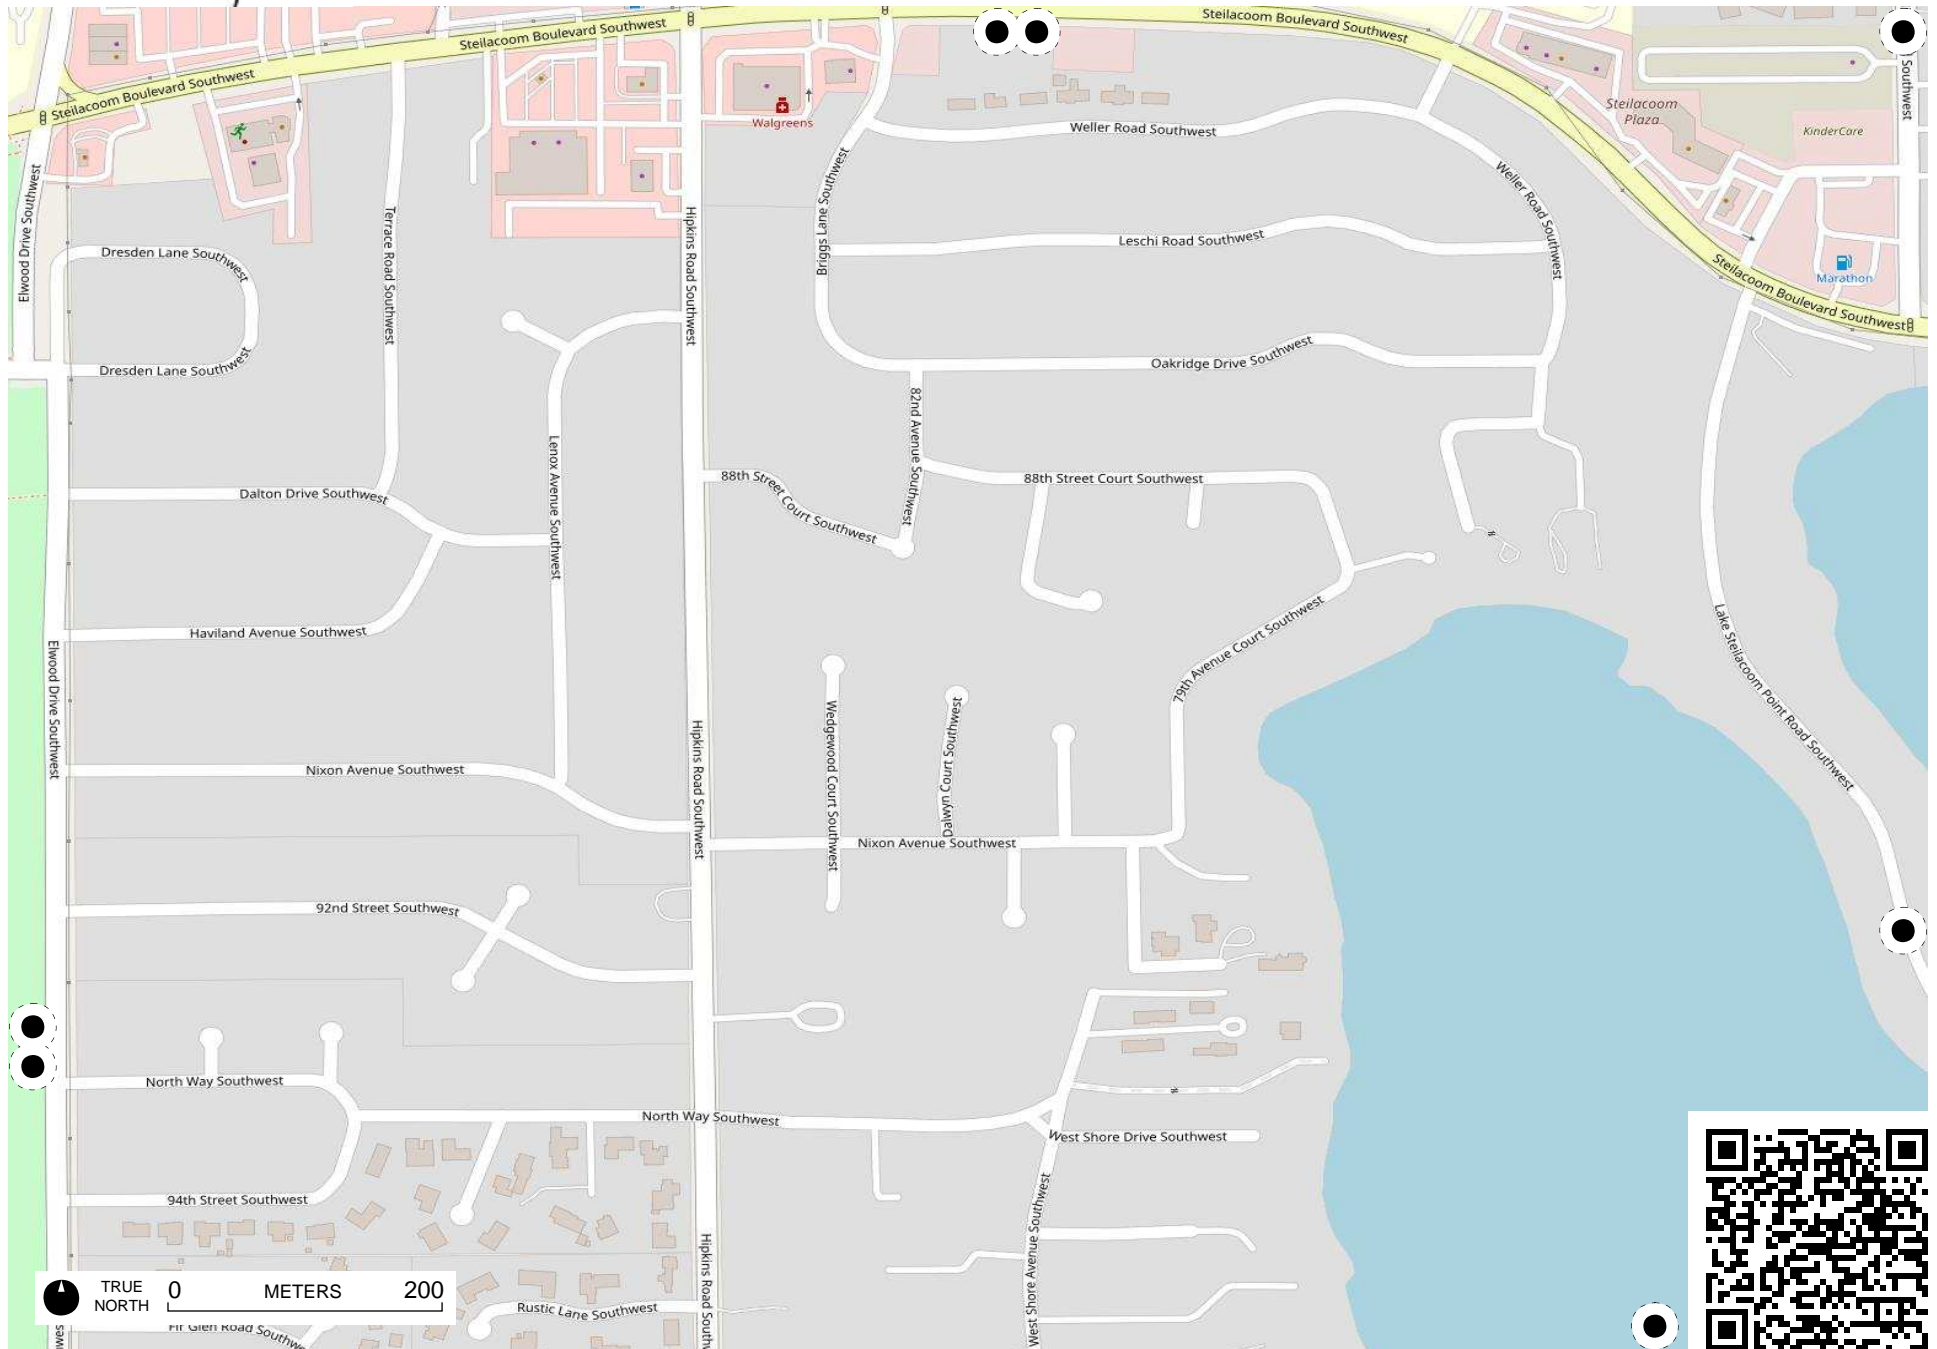 Steilacoom Boulevard Southwest
Steilacoom Boulevard Southwest
Steilacoom Boulevard Southwest
Southwest
Steilacoom
Plaza
KinderCare
Walgreens
Weller Road Southwest
Weller Road Southwest
Elwood Drive Southwest
Terrace Road Southwest
Hipkins Road Southwest
Briggs Lane Southwest
Leschi Road Southwest
Dresden Lane Southwest
Marathon
Steilacoom Boulevard Southwest
Dresden Lane Southwest
Oakridge Drive Southwest
82nd Avenue Southwest
Lenox Avenue Southwest
88th Street Court Southwest
88th Street Court Southwest
Dalton Drive Southwest
Haviland Avenue Southwest
79th Avenue Court Southwest
Lake Steilacoom Point Road Southwest
Elwood Drive Southwest
Wedgewood Court Southwest
Dalwyn Court Southwest
Hipkins Road Southwest
Nixon Avenue Southwest
Nixon Avenue Southwest
92nd Street Southwest
North Way Southwest
North Way Southwest
West Shore Drive Southwest
94th Street Southwest
West Shore Avenue Southwest
Hipkins Road Southw
TRUE
NORTH
0 METERS 200
Rustic Lane Southwest
Fir Glen Road Southwe